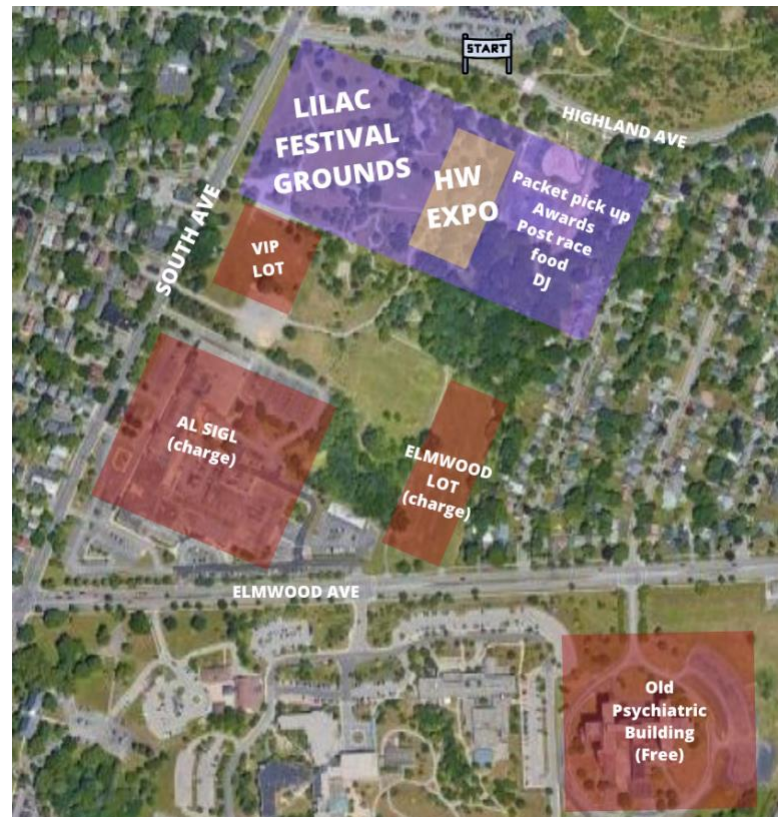 START
HIGHLAND AVE
LILAC
FESTIVAL
GROUNDS
HW
EXPO
Packet pick up
Awards
Post race
food
DJ
SOUTH AVE
VIP
LOT
AL SIGL
(charge)
ELMWOOD
LOT
(charge)
ELMWOOD AVE
Old
Psychiatric
Building
(Free)